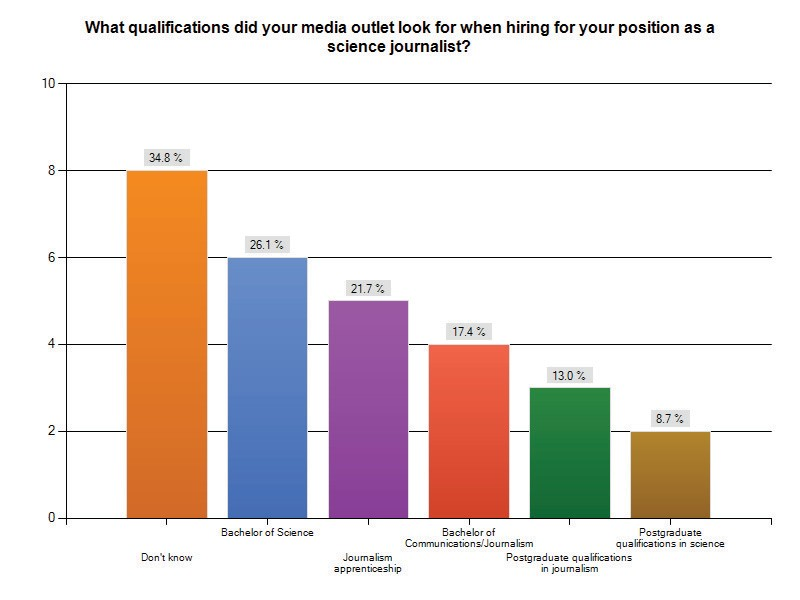 What qualifications did your media outlet look for when hiring for your position as a
science journalist?
10
8
6
4
2
0
34.8 %
26.1 %
21.7 %
17.4 %
13.0 %
8.7 %
Don't know
Bachelor of Science
Journalism
apprenticeship
Bachelor of
Communications/Journalism
Postgraduate qualifications
in journalism
Postgraduate
qualifications in science